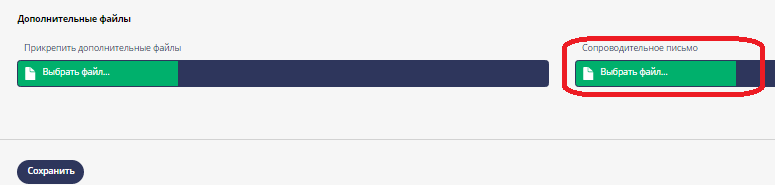 Дополнительные файлы
Прикрепить дополнительные файлы
Сопроводительное письмо
Выбрать файл...
Выбрать файл...
Сохранить